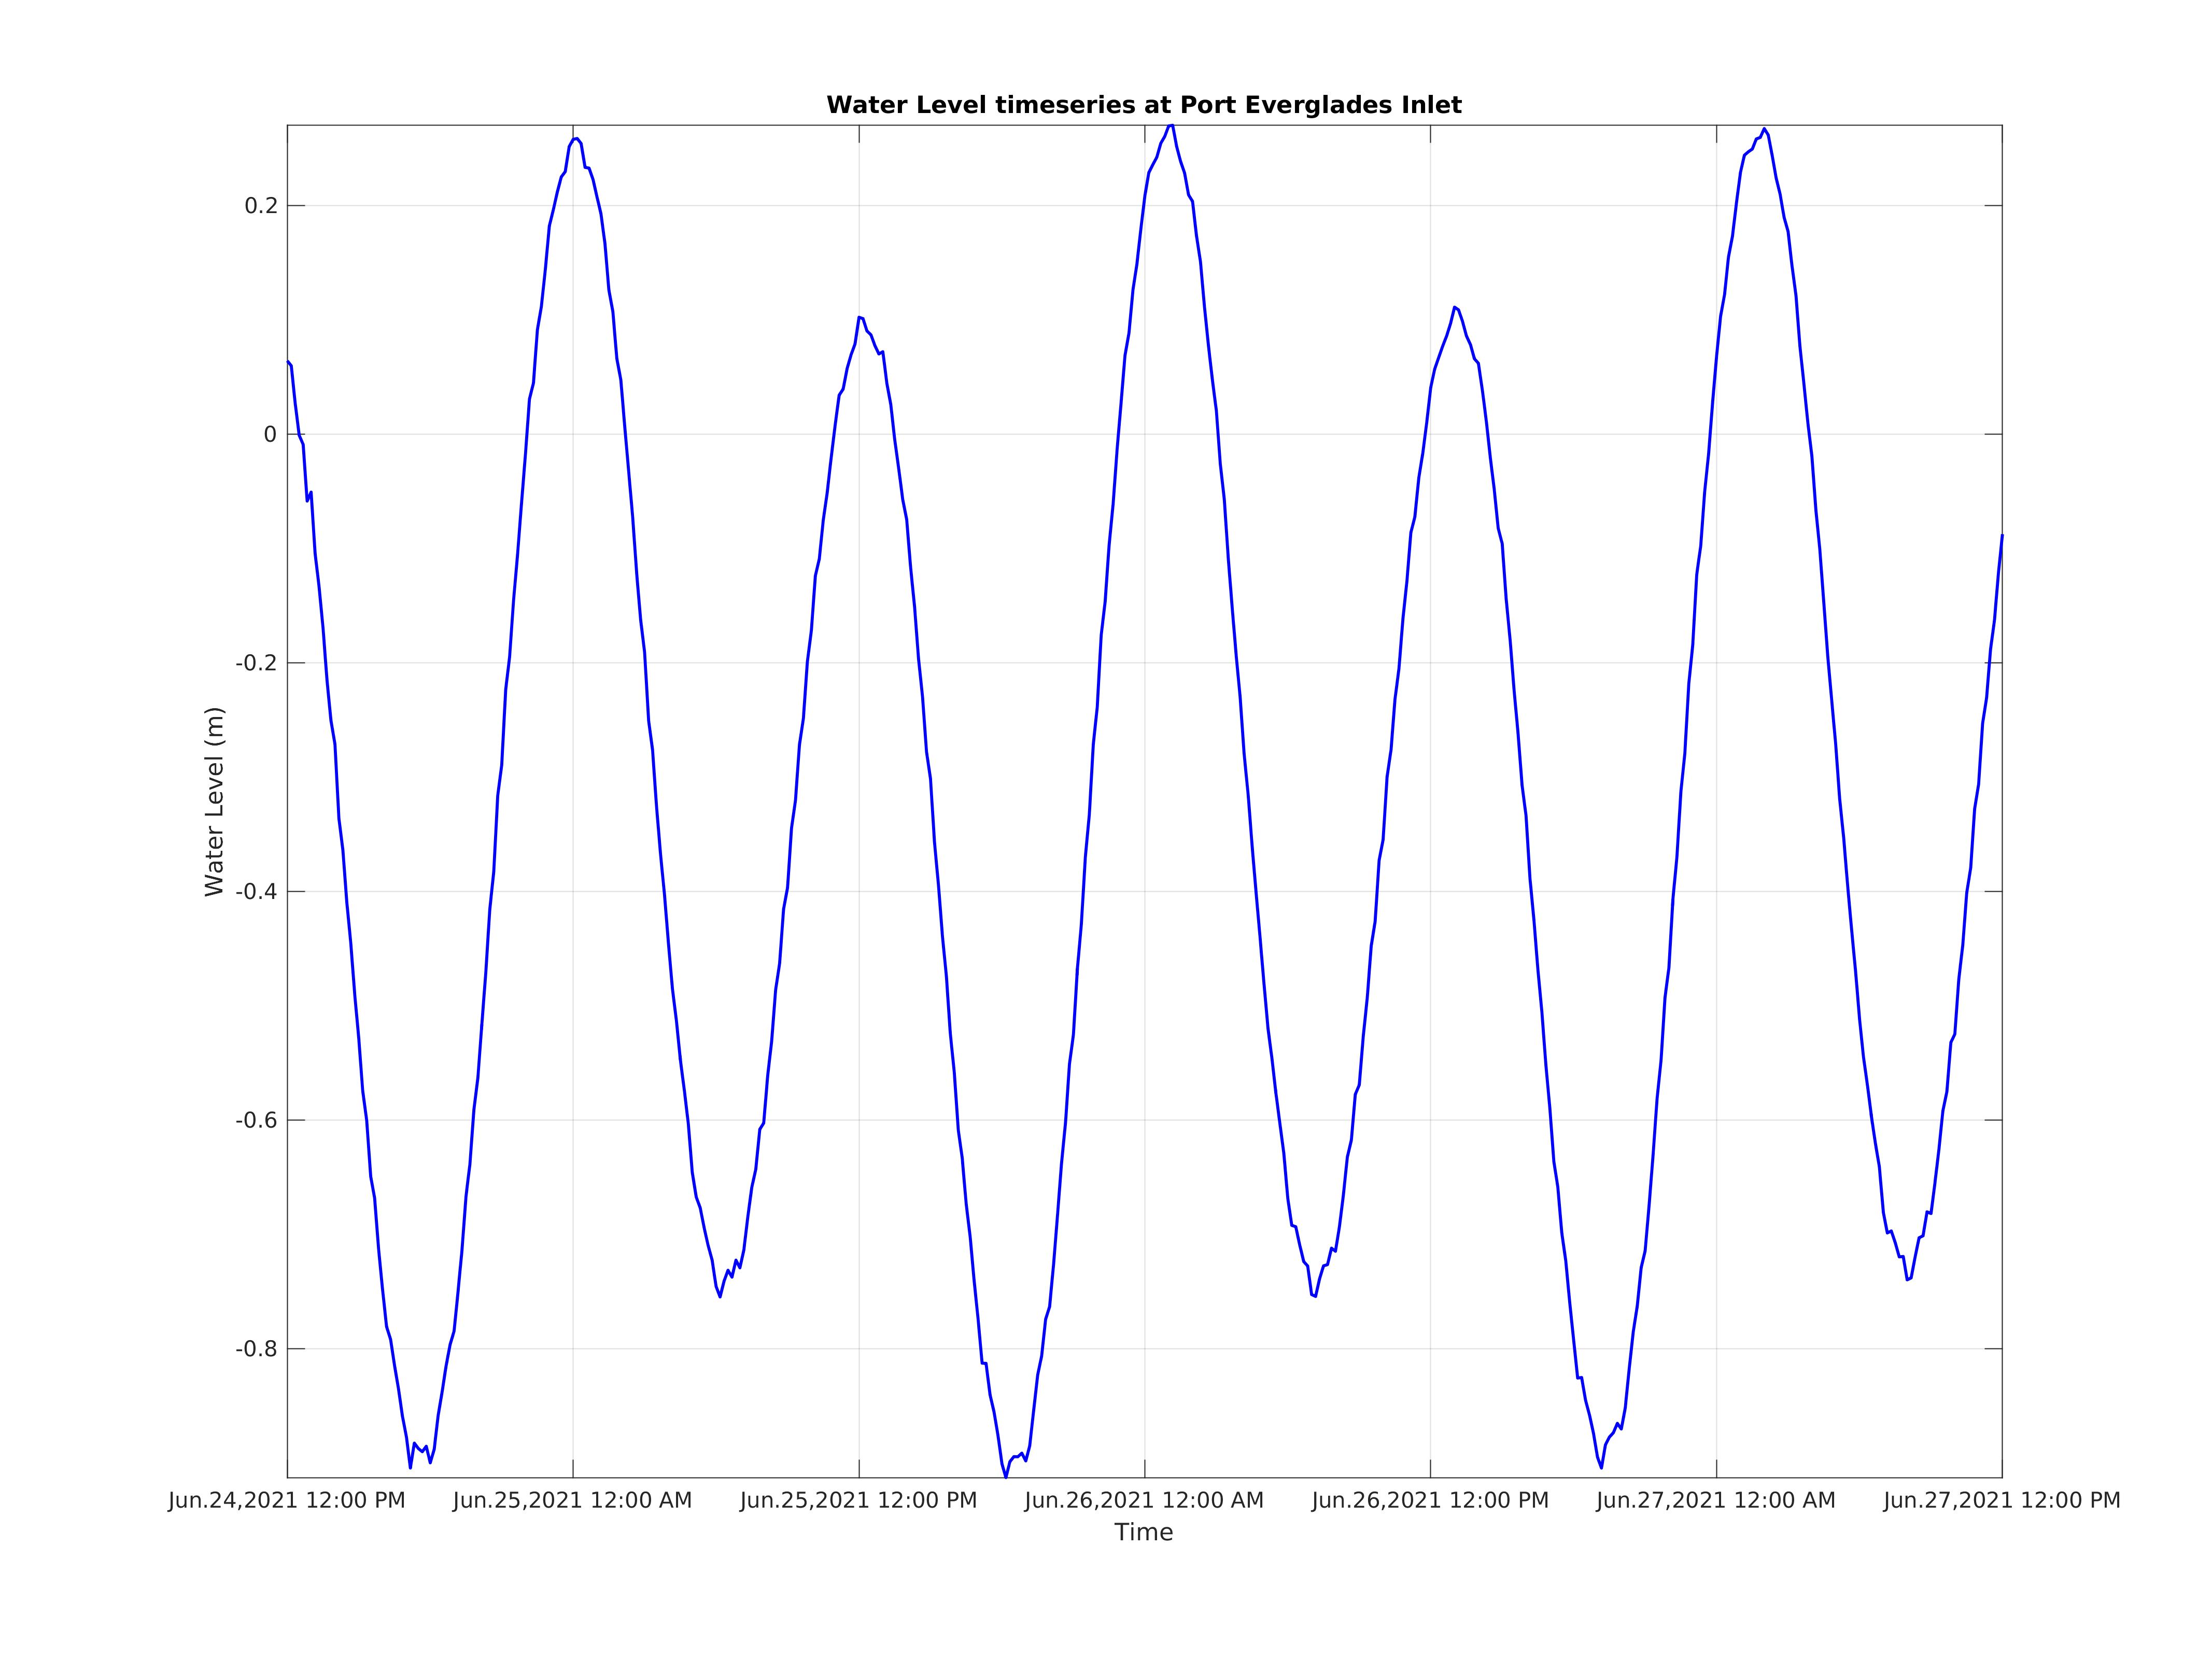 Water Level timeseries at Port Everglades Inlet
0.2
0
-0.2
-0.4
-0.6
-0.8
Water Level (m)
Jun.24,2021 12:00 PM
Jun.25,2021 12:00 AM
Jun.25,2021 12:00 PM
Jun.26,2021 12:00 AM
Jun.26,2021 12:00 PM
Jun.27,2021 12:00 AM
Jun.27,2021 12:00 PM
Time